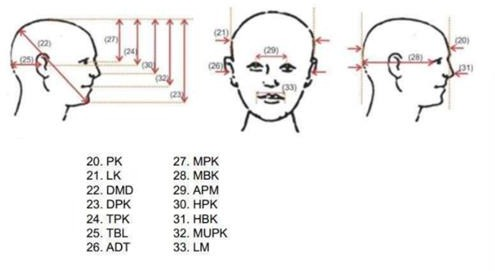 (22) (27) (24) (25) (30) (32) (23)
(21) (29) (26) (33)
(20) (28) (31)
20. PK 27. MPK
21. LK 28. MBK
22. DMD 29. APM
23. DPK 30. HPK
24. TPK 31. HBK
25. TBL 32. MUPK
26. ADT 33. LM